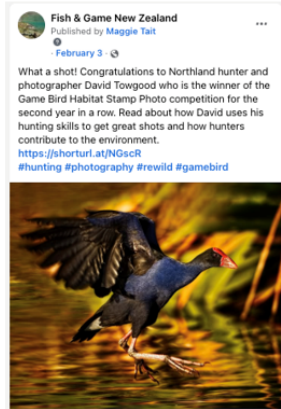 Fish & Game New Zealand
Published by Maggie Tait
· February 3 ·
What a shot! Congratulations to Northland hunter and
photographer David Towgood who is the winner of the
Game Bird Habitat Stamp Photo competition for the
second year in a row. Read about how David uses his
hunting skills to get great shots and how hunters
contribute to the environment.
https://shorturl.at/NGscR
#hunting #photography #rewild #gamebird